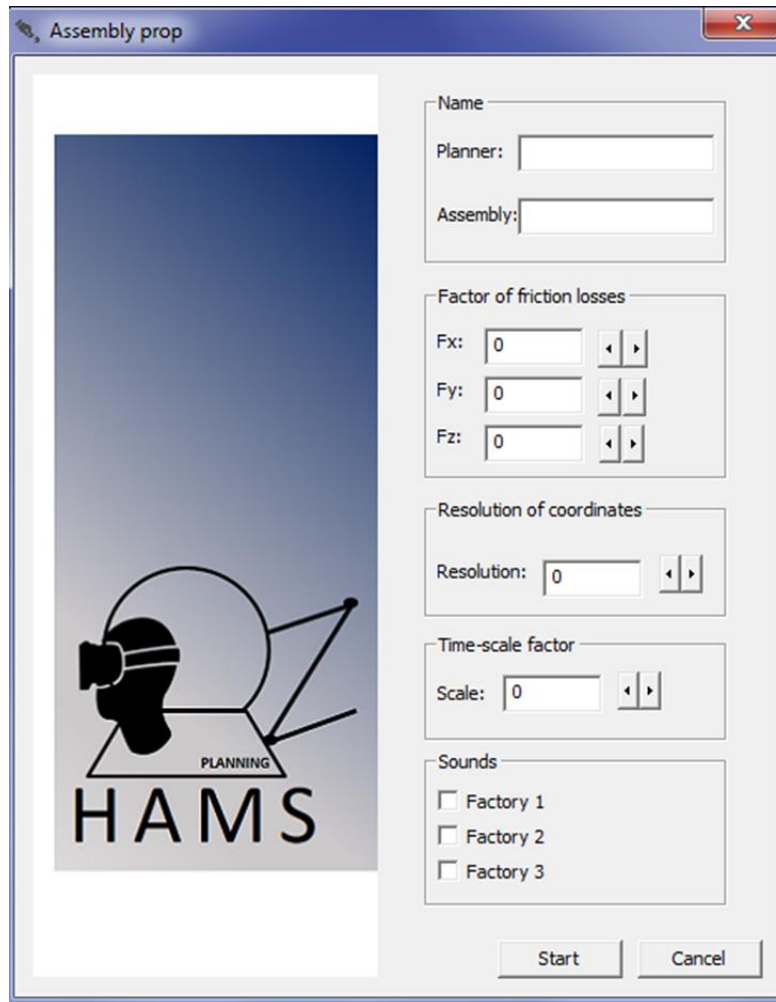 Assembly prop
PLANNING
HAMS
Name
Planner:
Assembly:
Factor of friction losses
Fx: 0
Fy: 0
Fz: 0
Resolution of coordinates
Resolution: 0
Time-scale factor
Scale: 0
Sounds
Factory 1
Factory 2
Factory 3
Start Cancel